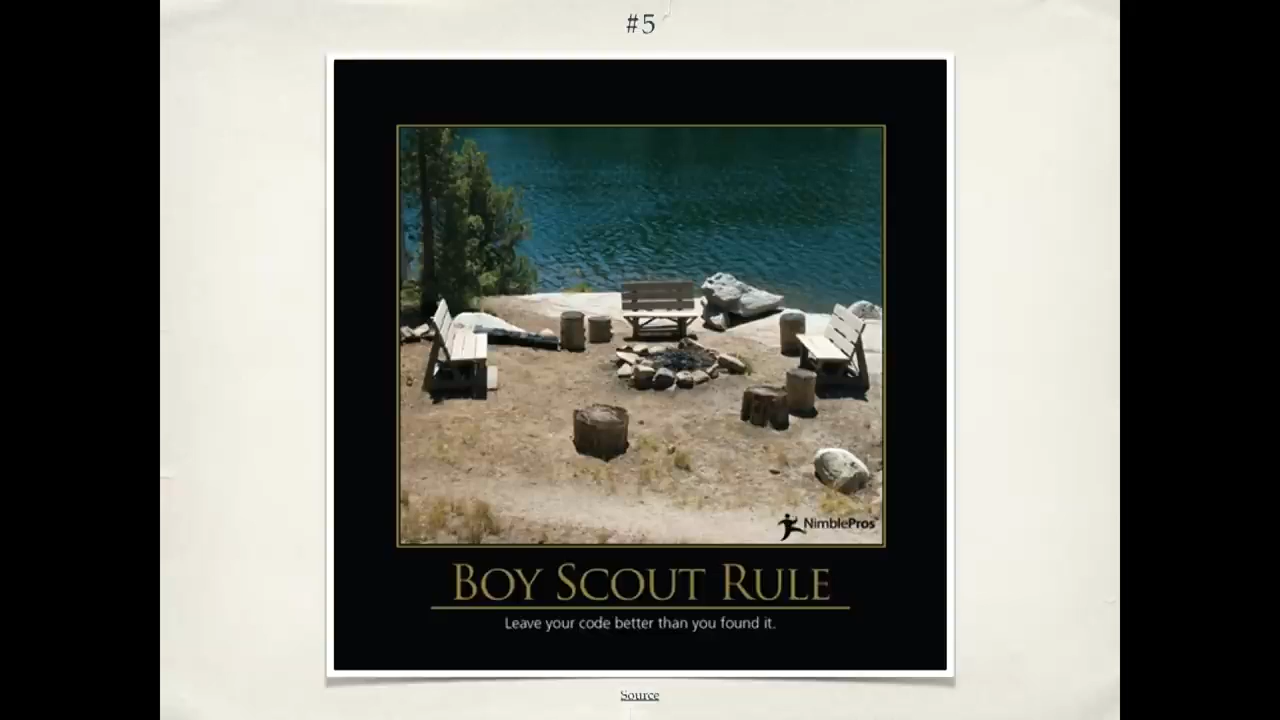 #5
NimblePros
BOY SCOUT RULE
Leave your code better than you found it.
Source